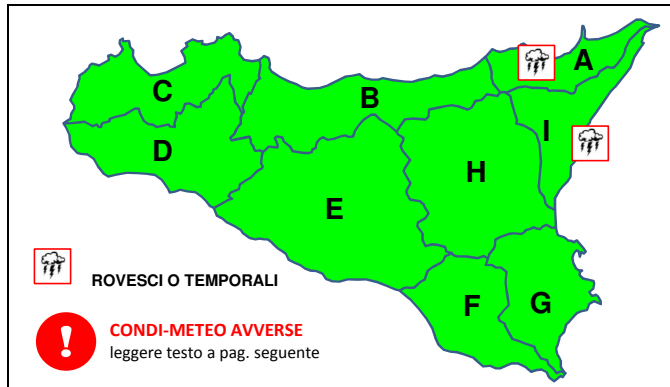 A
C
B
I
D
H
E
ROVESCI O TEMPORALI
F
G
CONDI-METEO AVVERSE
leggere testo a pag. seguente